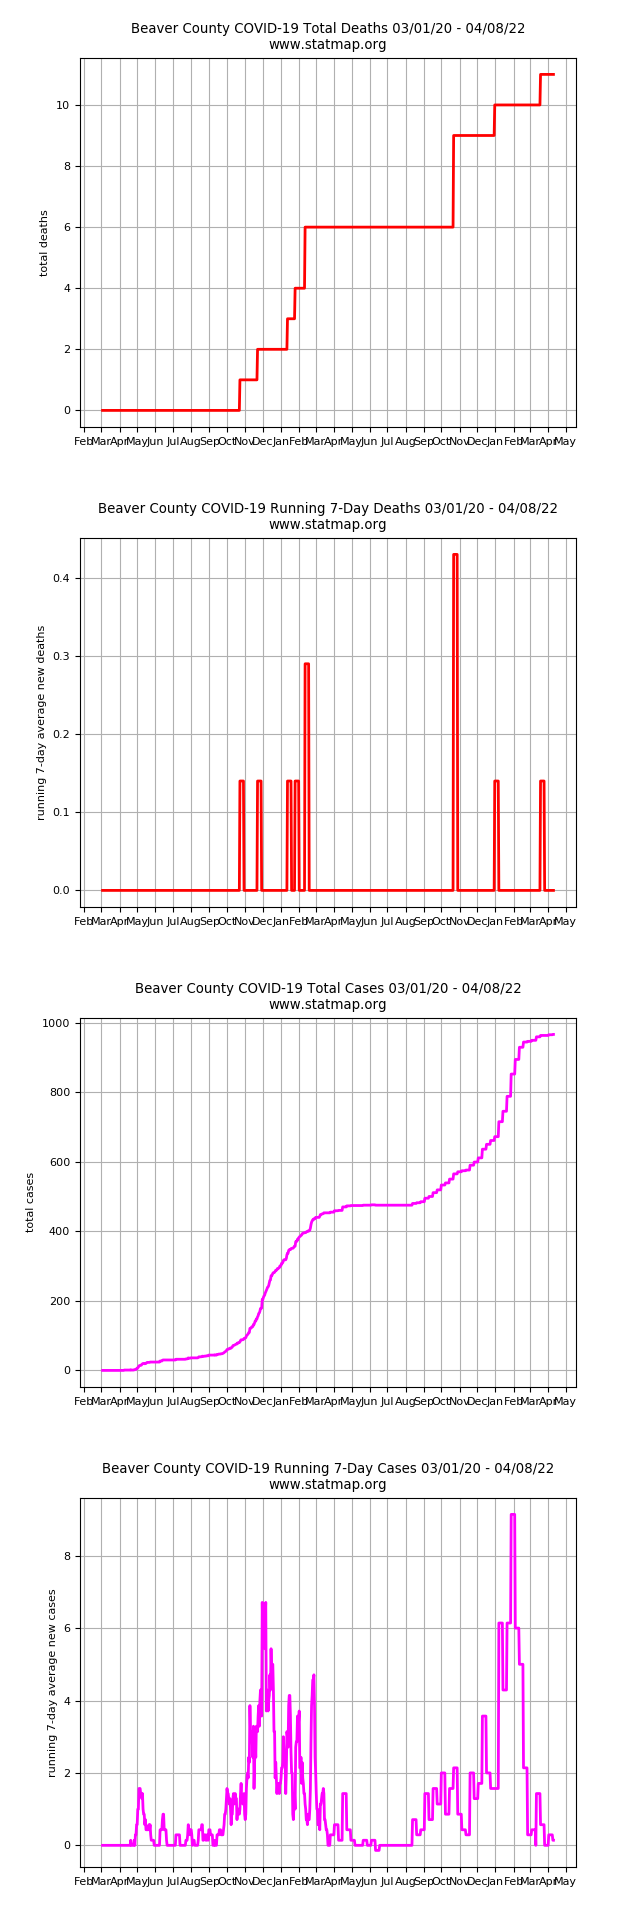 Beaver County COVID-19 Total Deaths 03/01/20 - 04/08/22
www.statmap.org
10
8
6
4
2
0
total deaths
Feb Mar Apr May Jun Jul Aug Sep Oct Nov Dec Jan Feb Mar Apr May Jun Jul Aug Sep Oct Nov Dec Jan Feb Mar Apr May
Beaver County COVID-19 Running 7-Day Deaths 03/01/20 - 04/08/22
www.statmap.org
0.4
0.3
0.2
0.1
0.0
running 7-day average new deaths
Feb Mar Apr May Jun Jul Aug Sep Oct Nov Dec Jan Feb Mar Apr May Jun Jul Aug Sep Oct Nov Dec Jan Feb Mar Apr May
Beaver County COVID-19 Total Cases 03/01/20 - 04/08/22
www.statmap.org
1000
800
600
400
200
0
total cases
Feb Mar Apr May Jun Jul Aug Sep Oct Nov Dec Jan Feb Mar Apr May Jun Jul Aug Sep Oct Nov Dec Jan Feb Mar Apr May
Beaver County COVID-19 Running 7-Day Cases 03/01/20 - 04/08/22
www.statmap.org
8
6
4
2
0
running 7-day average new cases
Feb Mar Apr May Jun Jul Aug Sep Oct Nov Dec Jan Feb Mar Apr May Jun Jul Aug Sep Oct Nov Dec Jan Feb Mar Apr May